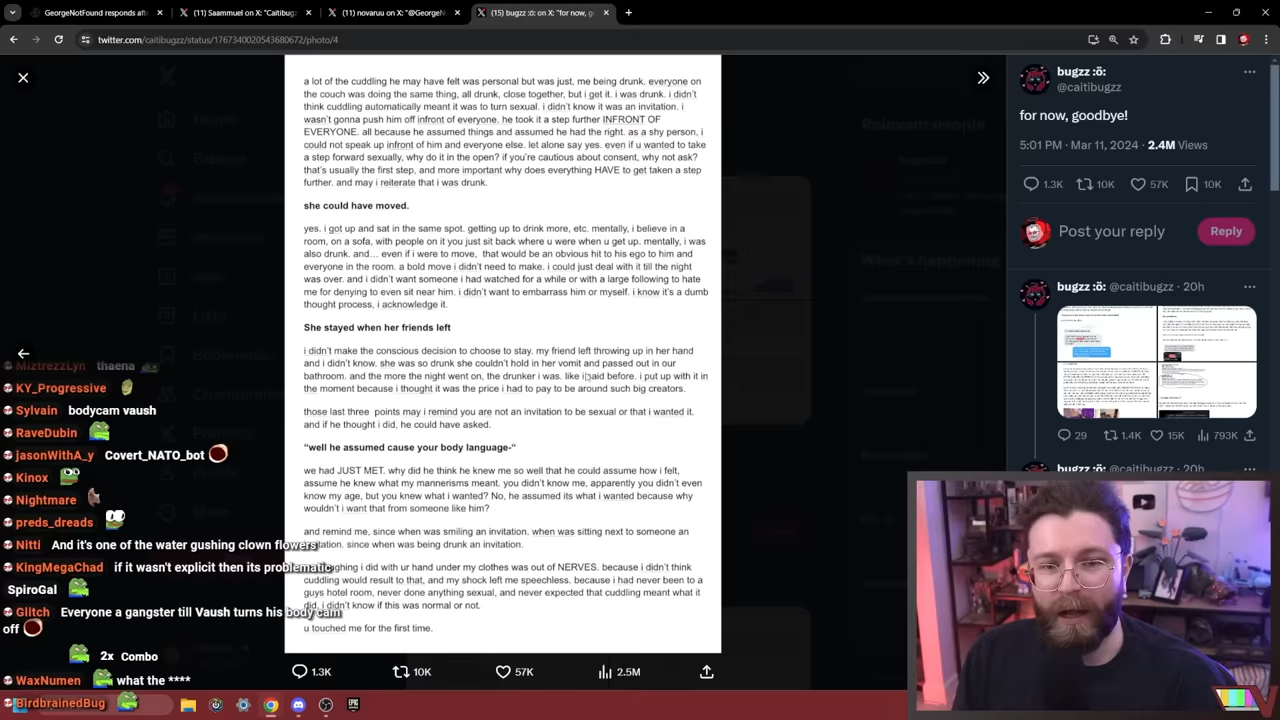 GeorgeNotFound responds aft
(11) Saammuel on X: "Caitibug
(11) novaruu on X: "@GeorgeN
(15) bugzz :ö: on X: "for now, g
twitter.com/caitibugzz/status/1767340020543680672/photo/4
a lot of the cuddling he may have felt was personal but was just, me being drunk. everyone on
the couch was doing the same thing, all drunk, close together, but i get it. i was drunk. i didn't
think cuddling automatically meant it was to turn sexual. i didn't know it was an invitation. i
wasn't gonna push him off infront of everyone. he took it a step further INFRONT OF
EVERYONE. all because he assumed things and assumed he had the right. as a shy person, i
could not speak up infront of him and everyone else. let alone say yes. even if u wanted to take
a step forward sexually, why do it in the open? if you're cautious about consent, why not ask?
that's usually the first step, and more important why does everything HAVE to get taken a step
further. and may i reiterate that i was drunk.
she could have moved.
yes. i got up and sat in the same spot. getting up to drink more, etc. mentally, i believe in a
room, on a sofa, with people on it you just sit back where u were when u get up. mentally, i was
also drunk. and… even if i were to move, that would be an obvious hit to his ego to him and
everyone in the room. a bold move i didn't need to make. i could just deal with it till the night
was over. and i didn't want someone i had watched for a while or with a large following to hate
me for denying to even sit near him. i didn't want to embarrass him or myself. i know it's a dumb
thought process, i acknowledge it.
She stayed when her friends left
i didn't make the conscious decision to choose to stay. my friend left throwing up in her hand
and i didn't know. she was so drunk she couldn't hold in her vomit and passed out in our
bathroom. and the more the night went on, the drunker i was. like i said before. i put up with it in
the moment because i thought it was the price i had to pay to be around such big creators.
those last three points may i remind you are not an invitation to be sexual or that i wanted it.
and if he thought i did, he could have asked.
"well he assumed cause your body language-"
we had JUST MET. why did he think he knew me so well that he could assume how i felt,
assume he knew what my mannerisms meant. you didn't know me, apparently you didn't even
know my age, but you knew what i wanted? No, he assumed its what i wanted because why
wouldn't i want that from someone like him?
and remind me, since when was smiling an invitation. when was sitting next to someone an
itation. since when was being drunk an invitation.
ughing i did with ur hand under my clothes was out of NERVES. because i didn't think
cuddling would result to that, and my shock left me speechless. because i had never been to a
guys hotel room, never done anything sexual, and never expected that cuddling meant what it
did. i didn't know if this was normal or not.
u touched me for the first time.
1.3K
10K
57K
2.5M
bugzz :ö:
@caitibugzz
for now, goodbye!
5:01 PM · Mar 11, 2024 · 2.4M Views
1.3K
10K
57K
10K
Post your reply
Reply
bugzz :ö: @caitibugzz · 20h
29
1.4K
15K
793K
bugzz :ö: @caitibugzz · 20h
MiztrezzLyn thaena
KY_Progressive
Sylvain bodycam vaush
RaveDubin
jasonWithA_y Covert_NATO_bot
Kinox
Nightmare
preds_dreads
Nitti And it's one of the water gushing clown flowers
KingMegaChad if it wasn't explicit then its problematic
SpiroGal
Glitch Everyone a gangster till Vaush turns his body cam
off
2x Combo
WaxNumen what the ****
BirdbrainedBug